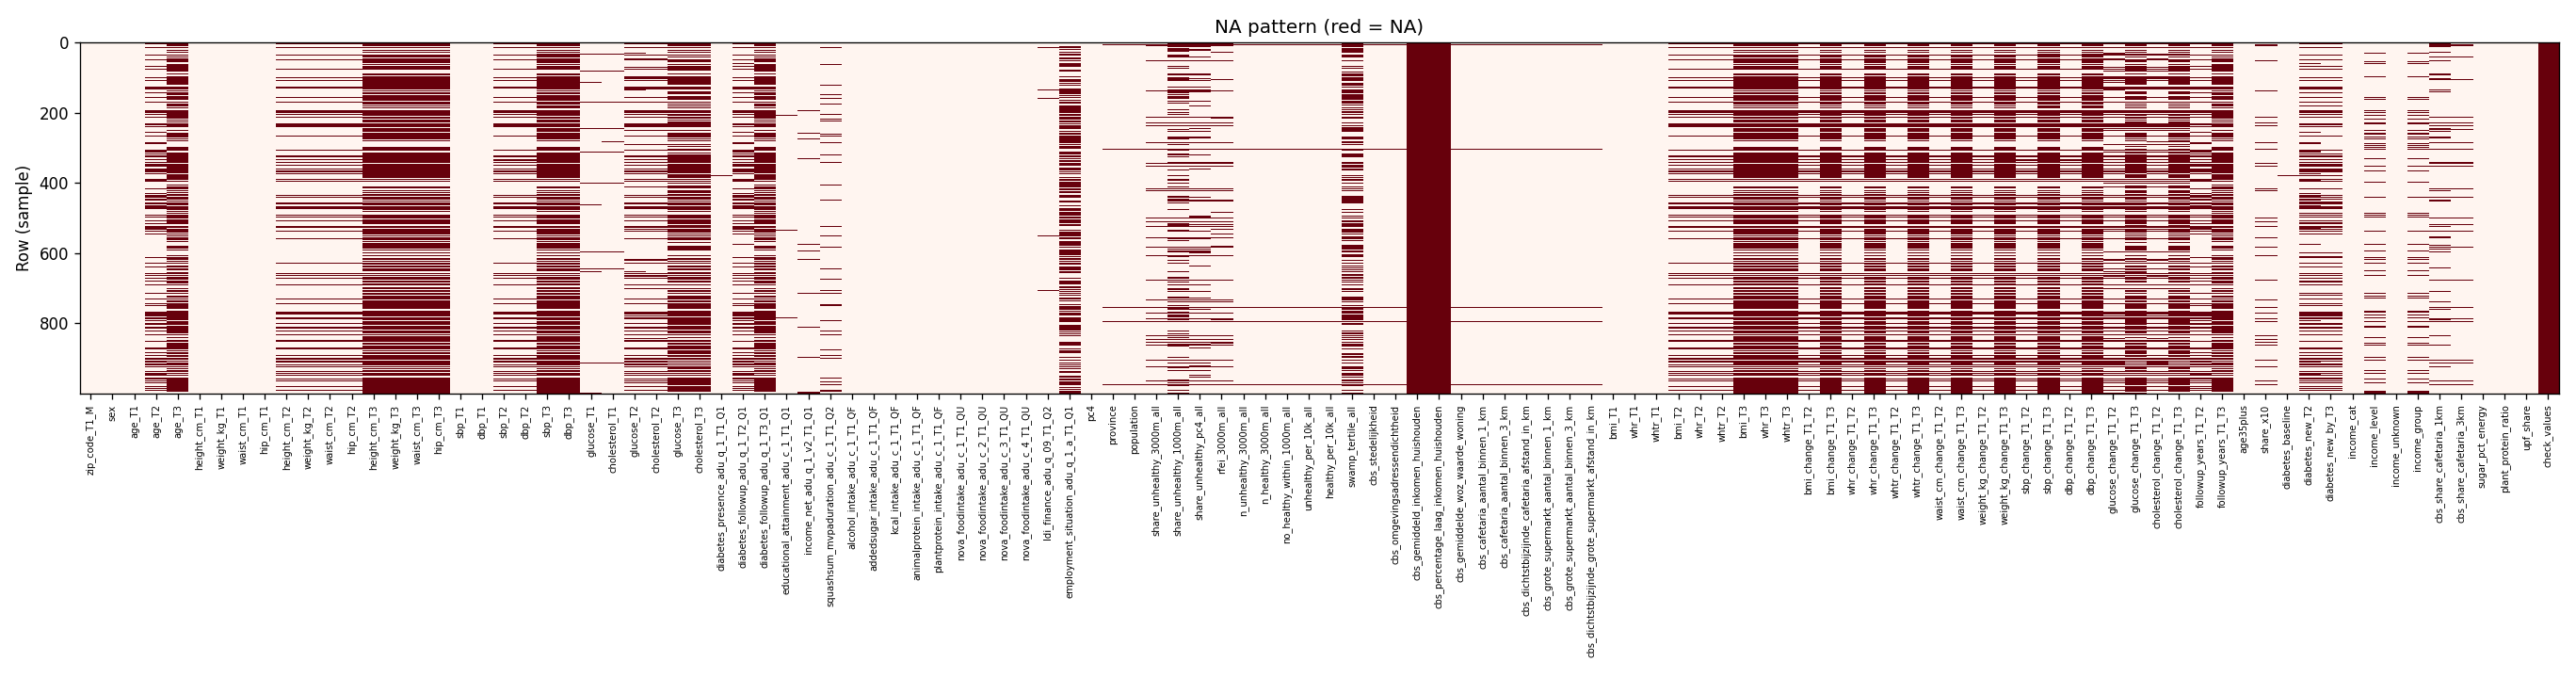 NA pattern (red = NA)
Row (sample)
0
200
400
600
800
zip_code_T1_M
sex
age_T1
age_T2
age_T3
height_cm_T1
weight_kg_T1
waist_cm_T1
hip_cm_T1
height_cm_T2
weight_kg_T2
waist_cm_T2
hip_cm_T2
height_cm_T3
weight_kg_T3
waist_cm_T3
hip_cm_T3
sbp_T1
dbp_T1
sbp_T2
dbp_T2
sbp_T3
dbp_T3
glucose_T1
cholesterol_T1
glucose_T2
cholesterol_T2
glucose_T3
cholesterol_T3
diabetes_presence_adu_q_1_T1_Q1
diabetes_followup_adu_q_1_T2_Q1
diabetes_followup_adu_q_1_T3_Q1
educational_attainment_adu_c_1_T1_Q1
income_net_adu_q_1_v2_T1_Q1
squashsum_mvpaduration_adu_c_1_T1_Q2
alcohol_intake_adu_c_1_T1_QF
addedsugar_intake_adu_c_1_T1_QF
kcal_intake_adu_c_1_T1_QF
animalprotein_intake_adu_c_1_T1_QF
plantprotein_intake_adu_c_1_T1_QF
nova_foodintake_adu_c_1_T1_QU
nova_foodintake_adu_c_2_T1_QU
nova_foodintake_adu_c_3_T1_QU
nova_foodintake_adu_c_4_T1_QU
ldi_finance_adu_q_09_T1_Q2
employment_situation_adu_q_1_a_T1_Q1
pc4
province
population
share_unhealthy_3000m_all
share_unhealthy_1000m_all
share_unhealthy_pc4_all
rfei_3000m_all
n_unhealthy_3000m_all
n_healthy_3000m_all
no_healthy_within_1000m_all
unhealthy_per_10k_all
healthy_per_10k_all
swamp_tertile_all
cbs_stedelijkheid
cbs_omgevingsadressendichtheid
cbs_gemiddeld_inkomen_huishouden
cbs_percentage_laag_inkomen_huishouden
cbs_gemiddelde_woz_waarde_woning
cbs_cafetaria_aantal_binnen_1_km
cbs_cafetaria_aantal_binnen_3_km
cbs_dichtstbijzijnde_cafetaria_afstand_in_km
cbs_grote_supermarkt_aantal_binnen_1_km
cbs_grote_supermarkt_aantal_binnen_3_km
cbs_dichtstbijzijnde_grote_supermarkt_afstand_in_km
bmi_T1
whr_T1
whtr_T1
bmi_T2
whr_T2
whtr_T2
bmi_T3
whr_T3
whtr_T3
bmi_change_T1_T2
bmi_change_T1_T3
whr_change_T1_T2
whr_change_T1_T3
whtr_change_T1_T2
whtr_change_T1_T3
waist_cm_change_T1_T2
waist_cm_change_T1_T3
weight_kg_change_T1_T2
weight_kg_change_T1_T3
sbp_change_T1_T2
sbp_change_T1_T3
dbp_change_T1_T2
dbp_change_T1_T3
glucose_change_T1_T2
glucose_change_T1_T3
cholesterol_change_T1_T2
cholesterol_change_T1_T3
followup_years_T1_T2
followup_years_T1_T3
age35plus
share_x10
diabetes_baseline
diabetes_new_T2
diabetes_new_by_T3
income_cat
income_level
income_unknown
income_group
cbs_share_cafetaria_1km
cbs_share_cafetaria_3km
sugar_pct_energy
plant_protein_ratio
upf_share
check_values